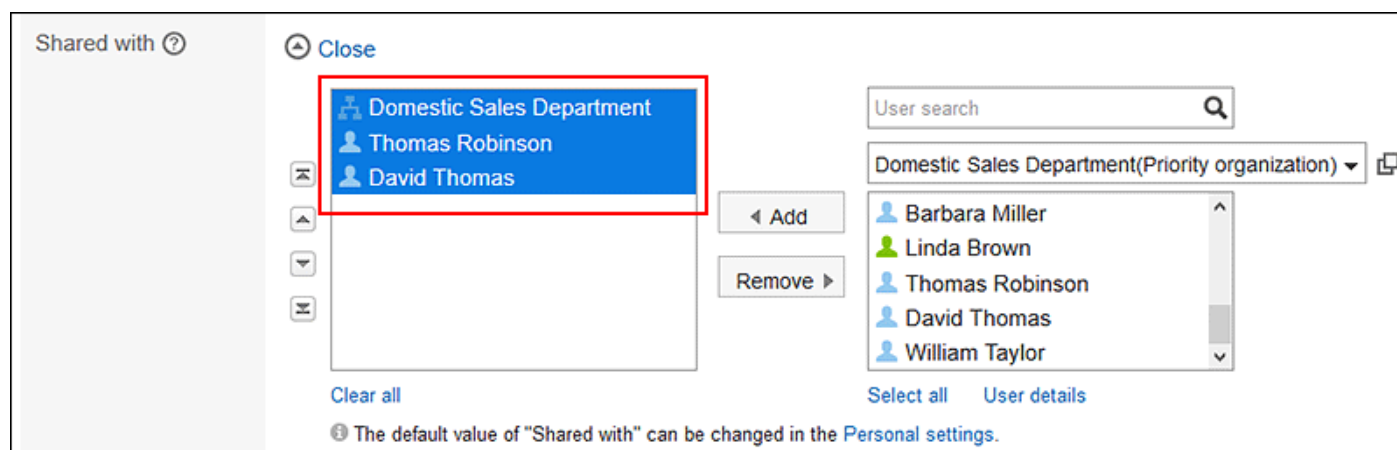 Shared with
Close
Domestic Sales Department
Thomas Robinson
David Thomas
Add
Remove
Clear all
User search
Domestic Sales Department(Priority organization)
Barbara Miller
Linda Brown
Thomas Robinson
David Thomas
William Taylor
Select all User details
The default value of "Shared with" can be changed in the Personal settings.